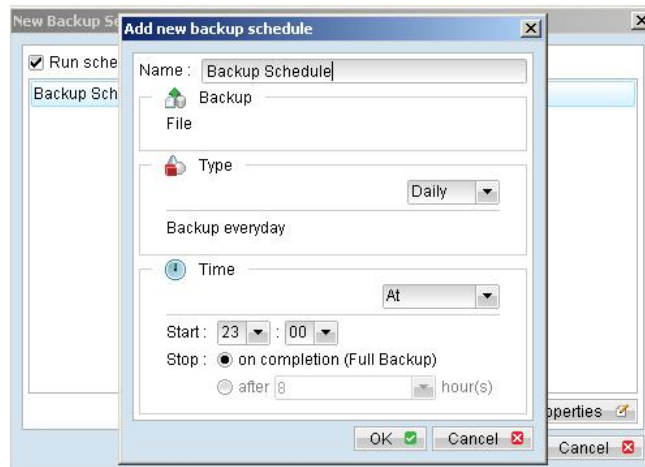 New Backup Se
Add new backup schedule
Run sche
Backup Sch
Name : Backup Schedule
Backup
File
Type
Daily
Backup everyday
Time
At
Start : 23 : 00
Stop : on completion (Full Backup)
after 8 hour(s)
operties
OK Cancel
Cancel